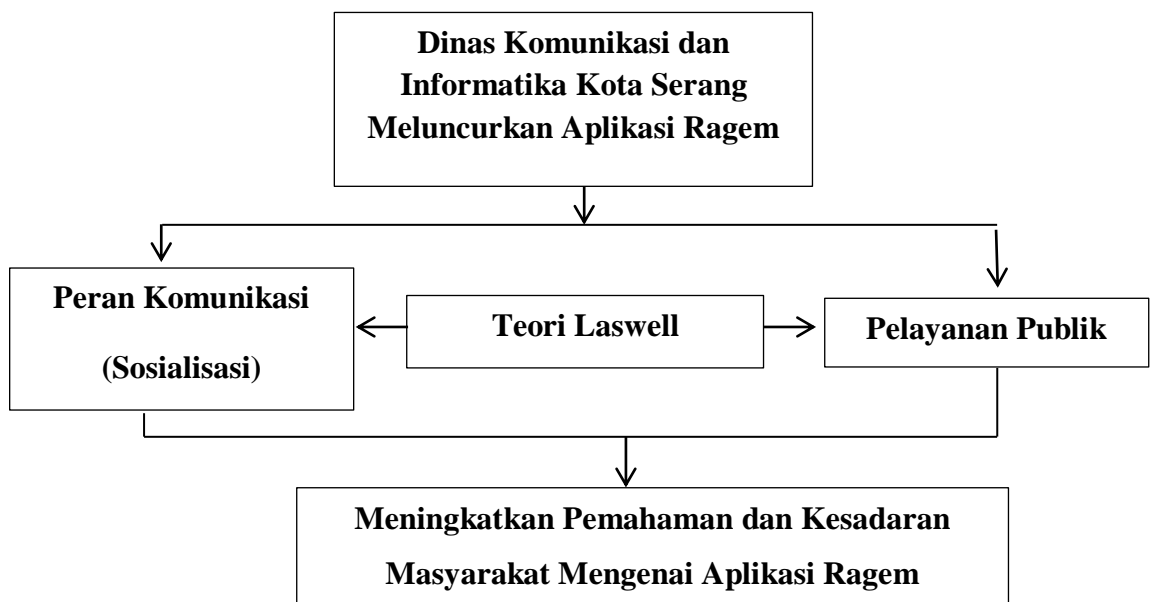 Dinas Komunikasi dan
Informatika Kota Serang
Meluncurkan Aplikasi Ragem
Peran Komunikasi
(Sosialisasi)
Teori Laswell
Pelayanan Publik
Meningkatkan Pemahaman dan Kesadaran
Masyarakat Mengenai Aplikasi Ragem